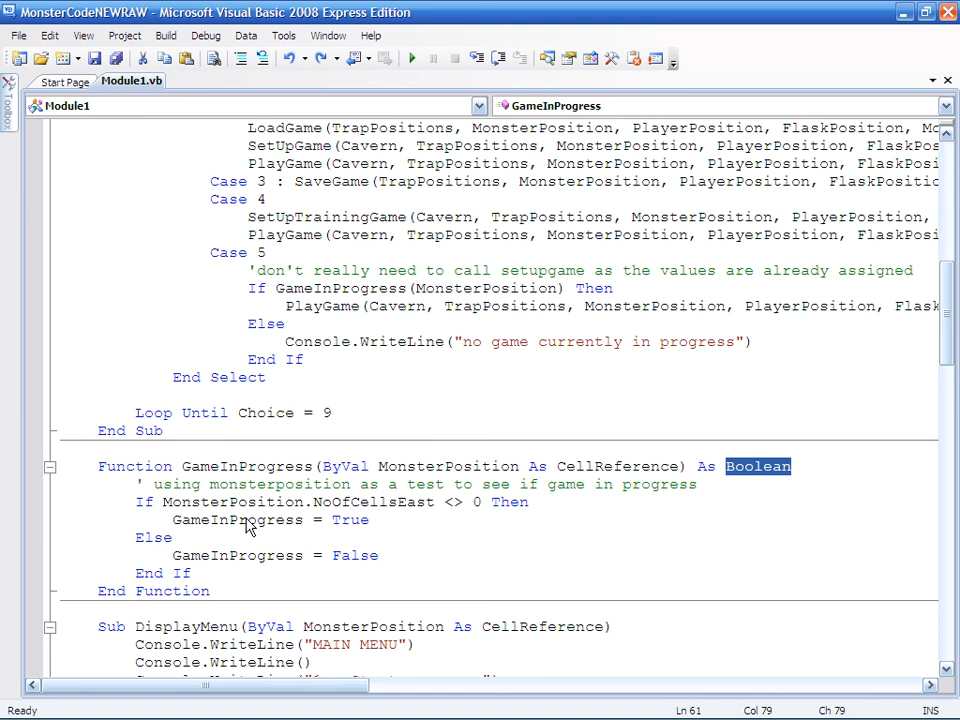 MonsterCodeNEWRAW - Microsoft Visual Basic 2008 Express Edition
File Edit View Project Build Debug Data Tools Window Help
Start Page Module1.vb
Toolbox
Module1 GameInProgress
LoadGame(TrapPositions, MonsterPosition, PlayerPosition, FlaskPosition, Mo
SetUpGame(Cavern, TrapPositions, MonsterPosition, PlayerPosition, FlaskPos
PlayGame(Cavern, TrapPositions, MonsterPosition, PlayerPosition, FlaskPosi
Case 3 : SaveGame(TrapPositions, MonsterPosition, PlayerPosition, FlaskPositio
Case 4
SetUpTrainingGame(Cavern, TrapPositions, MonsterPosition, PlayerPosition,
PlayGame(Cavern, TrapPositions, MonsterPosition, PlayerPosition, FlaskPosi
Case 5
'don't really need to call setupgame as the values are already assigned
If GameInProgress(MonsterPosition) Then
PlayGame(Cavern, TrapPositions, MonsterPosition, PlayerPosition, Flask
Else
Console.WriteLine("no game currently in progress")
End If
End Select
Loop Until Choice = 9
End Sub
Function GameInProgress(ByVal MonsterPosition As CellReference) As Boolean
' using monsterposition as a test to see if game in progress
If MonsterPosition.NoOfCellsEast <> 0 Then
GameInProgress = True
Else
GameInProgress = False
End If
End Function
Sub DisplayMenu(ByVal MonsterPosition As CellReference)
Console.WriteLine("MAIN MENU")
Console.WriteLine()
Ready Ln 61 Col 79 Ch 79 INS